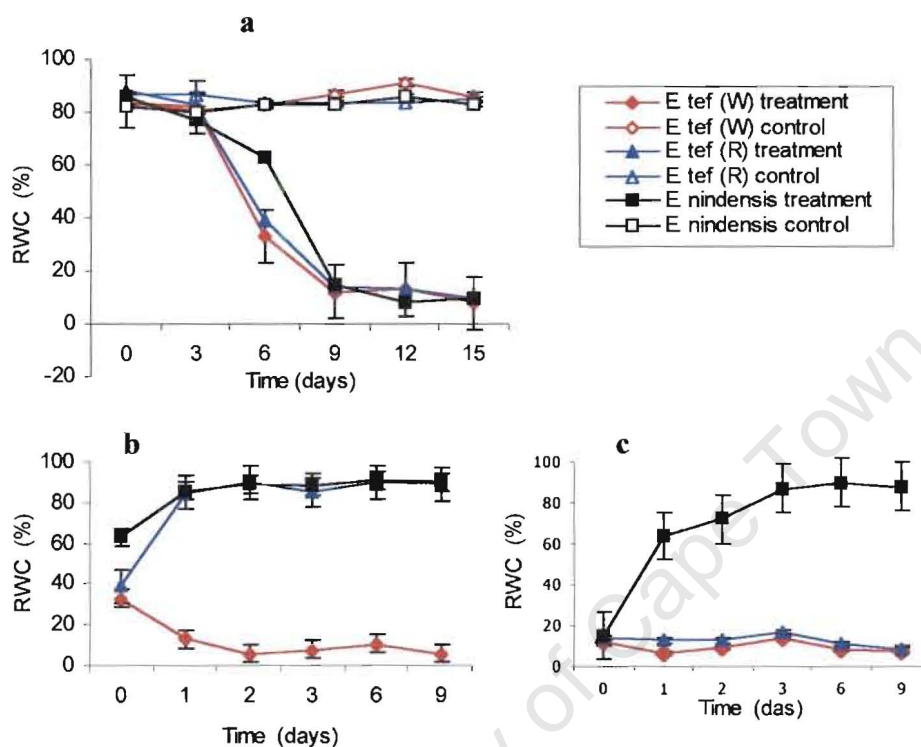 a
100
80
60
40
20
0
-20
RWC (%)
0 3 6 9 12 15
Time (days)
E tef (W) treatment
E tef (W) control
E tef (R) treatment
E tef (R) control
E nindensis treatment
E nindensis control
b
100
80
60
40
20
0
RWC (%)
0 1 2 3 6 9
Time (days)
c
100
80
60
40
20
0
RWC (%)
0 1 2 3 6 9
Time (das)
y of Cape Town